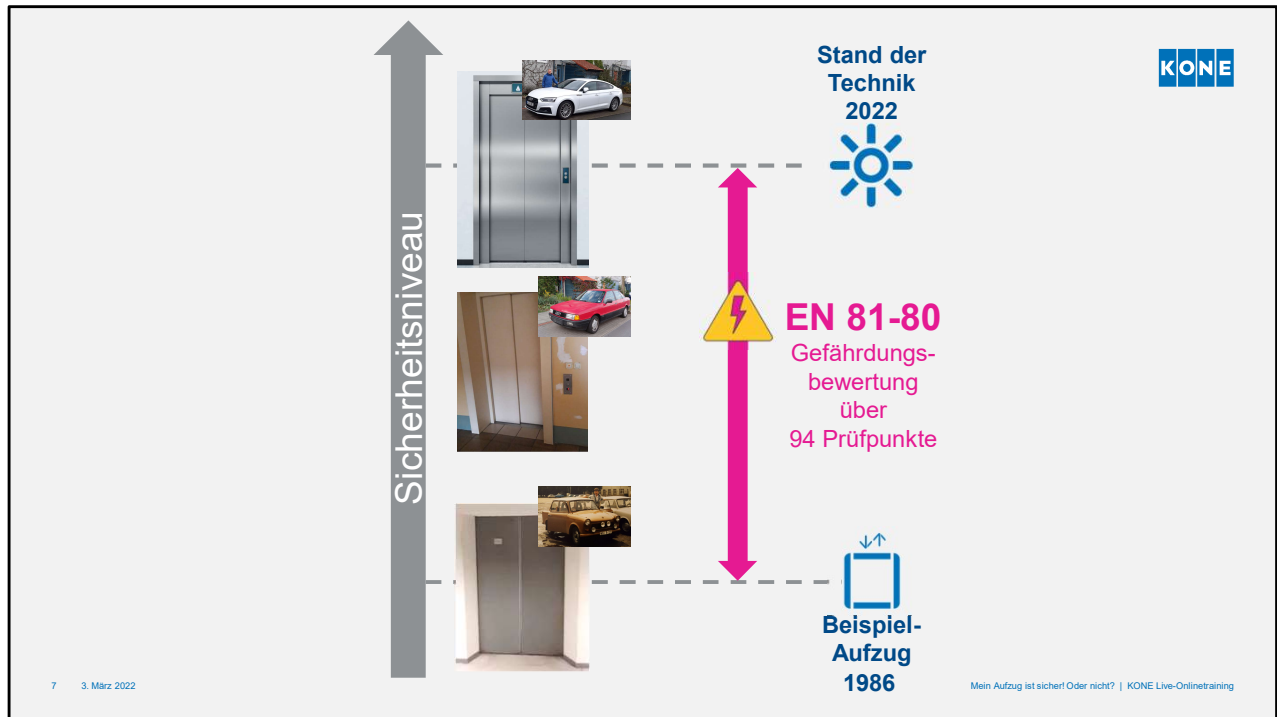 Stand der
Technik
2022
KONE
Sicherheitsniveau
EN 81-80
Gefährdungs-
bewertung
über
94 Prüfpunkte
Beispiel-
Aufzug
1986
7 3. März 2022
Mein Aufzug ist sicher! Oder nicht? | KONE Live-Onlinetraining